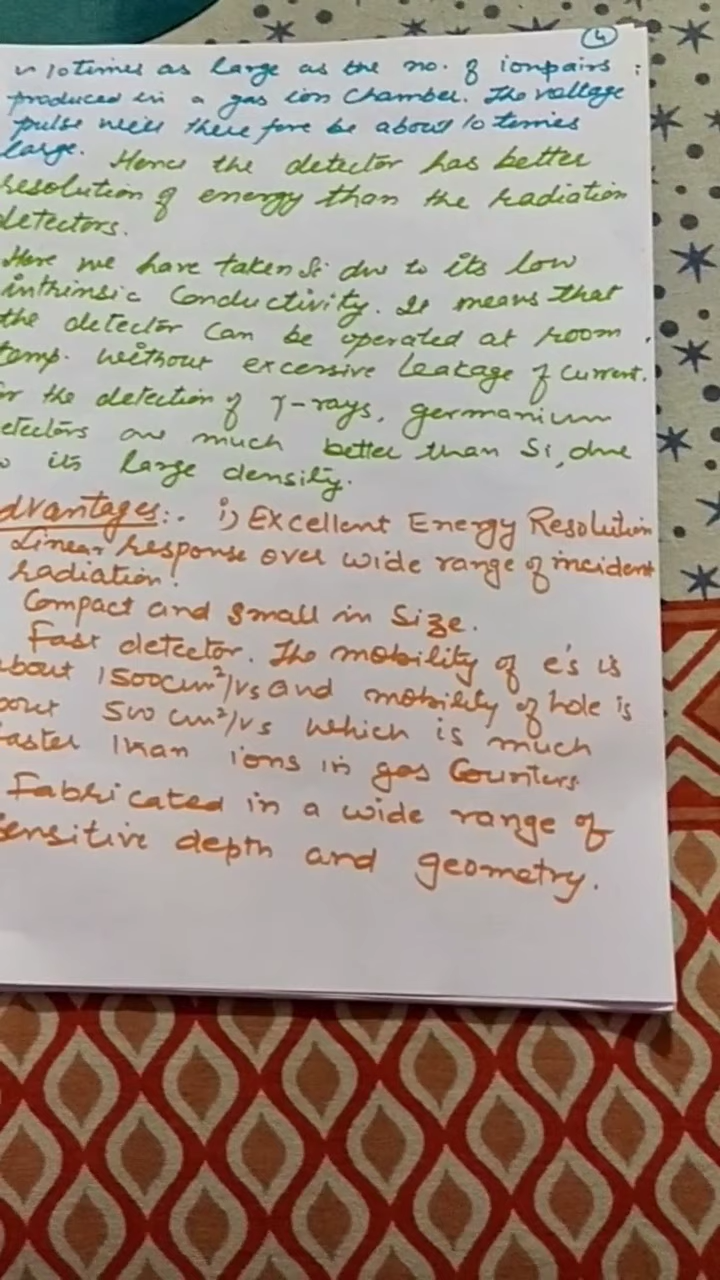 4
~ 10 times as large as the no. of ionpairs
produced in a gas ion chamber. The voltage
pulse will there fore be about 10 times
large. Hence the detector has better
resolution of energy than the radiation
detectors.
Here we have taken Si due to its low
inthrinsic conductivity. It means that
the detector can be operated at room
temp. without excessive leakage of current.
or the detection of γ-rays, germanium
etectors are much better than Si, due
o its large density.
dvantages:. i) Excellent Energy Resolution
Linear response over wide range of incident
radiation.
Compact and small in size.
Fast detector. The mobility of e's is
about 1500cm²/vs and mobility of hole is
bout 500 cm²/vs which is much
faster than ions in gas counters.
Fabricated in a wide range of
sensitive depth and geometry.